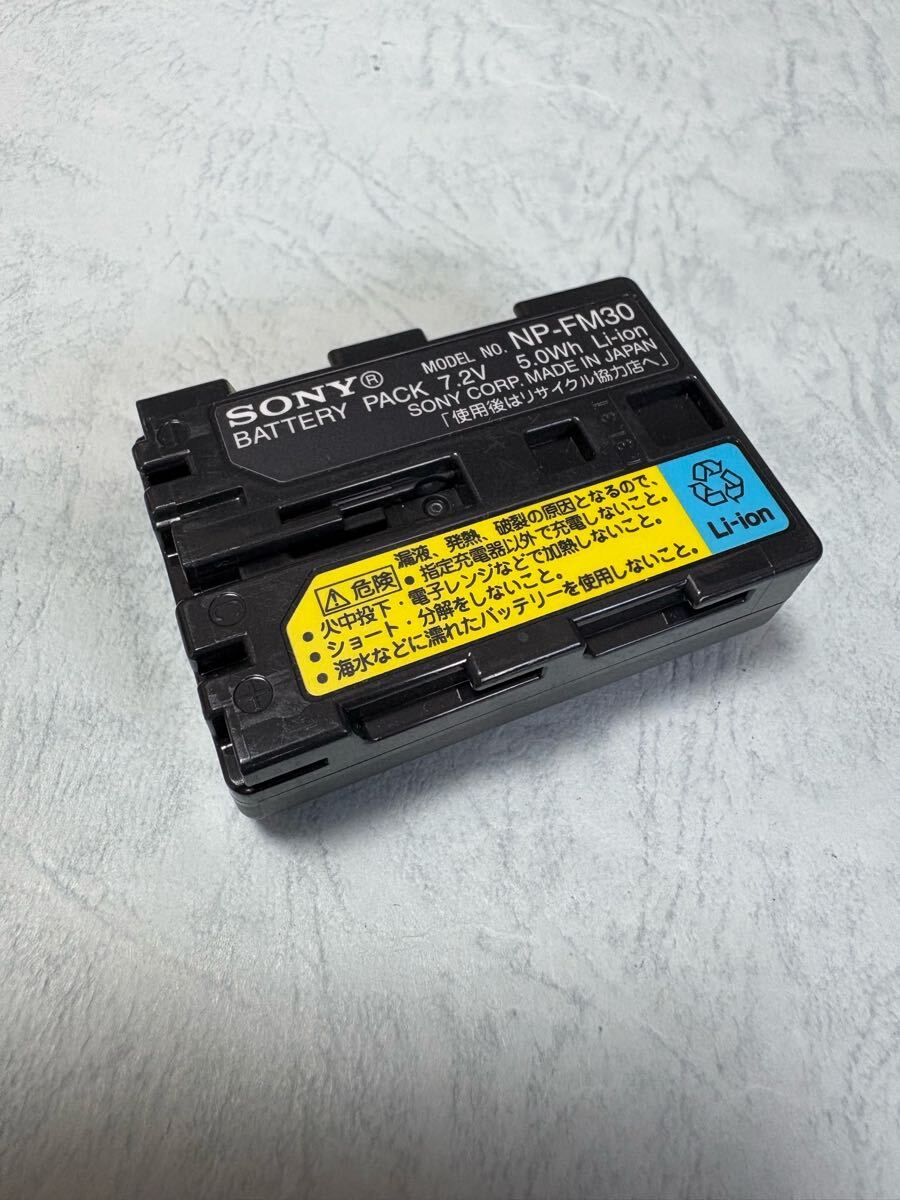 SONY®
MODEL NO. NP-FM30
BATTERY PACK 7.2V 5.0Wh Li-ion
SONY CORP. MADE IN JAPAN
「使用後はリサイクル協力店へ」
危険 漏液、発熱、破裂の原因となるので、
• 指定充電器以外で充電しないこと。
• 火中投下・電子レンジなどで加熱しないこと。
• ショート・分解をしないこと。
• 海水などに濡れたバッテリーを使用しないこと。
Li-ion
C